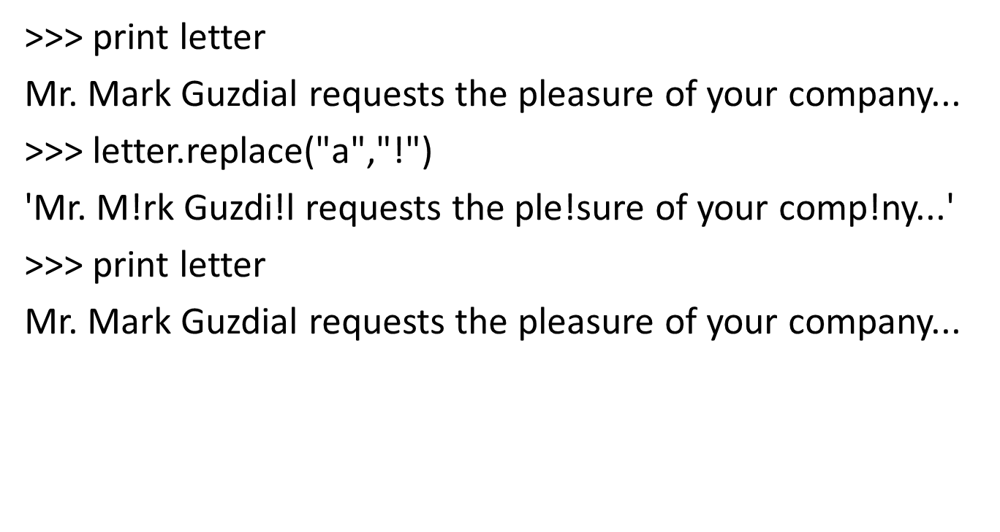 >>> print letter
Mr. Mark Guzdial requests the pleasure of your company...
>>> letter.replace("a","!")
'Mr. M!rk Guzdi!l requests the ple!sure of your comp!ny...'
>>> print letter
Mr. Mark Guzdial requests the pleasure of your company...